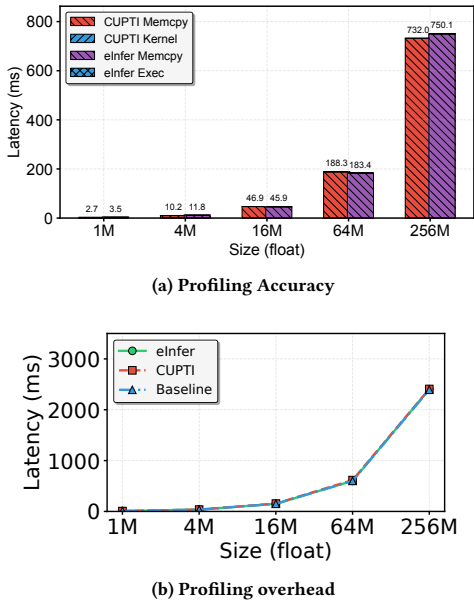 CUPTI Memcpy
CUPTI Kernel
eInfer Memcpy
eInfer Exec
Latency (ms)
800
600
400
200
0
2.7 3.5
10.2 11.8
46.9 45.9
188.3 183.4
732.0 750.1
1M 4M 16M 64M 256M
Size (float)
(a) Profiling Accuracy
eInfer
CUPTI
Baseline
Latency (ms)
3000
2000
1000
0
1M 4M 16M 64M 256M
Size (float)
(b) Profiling overhead